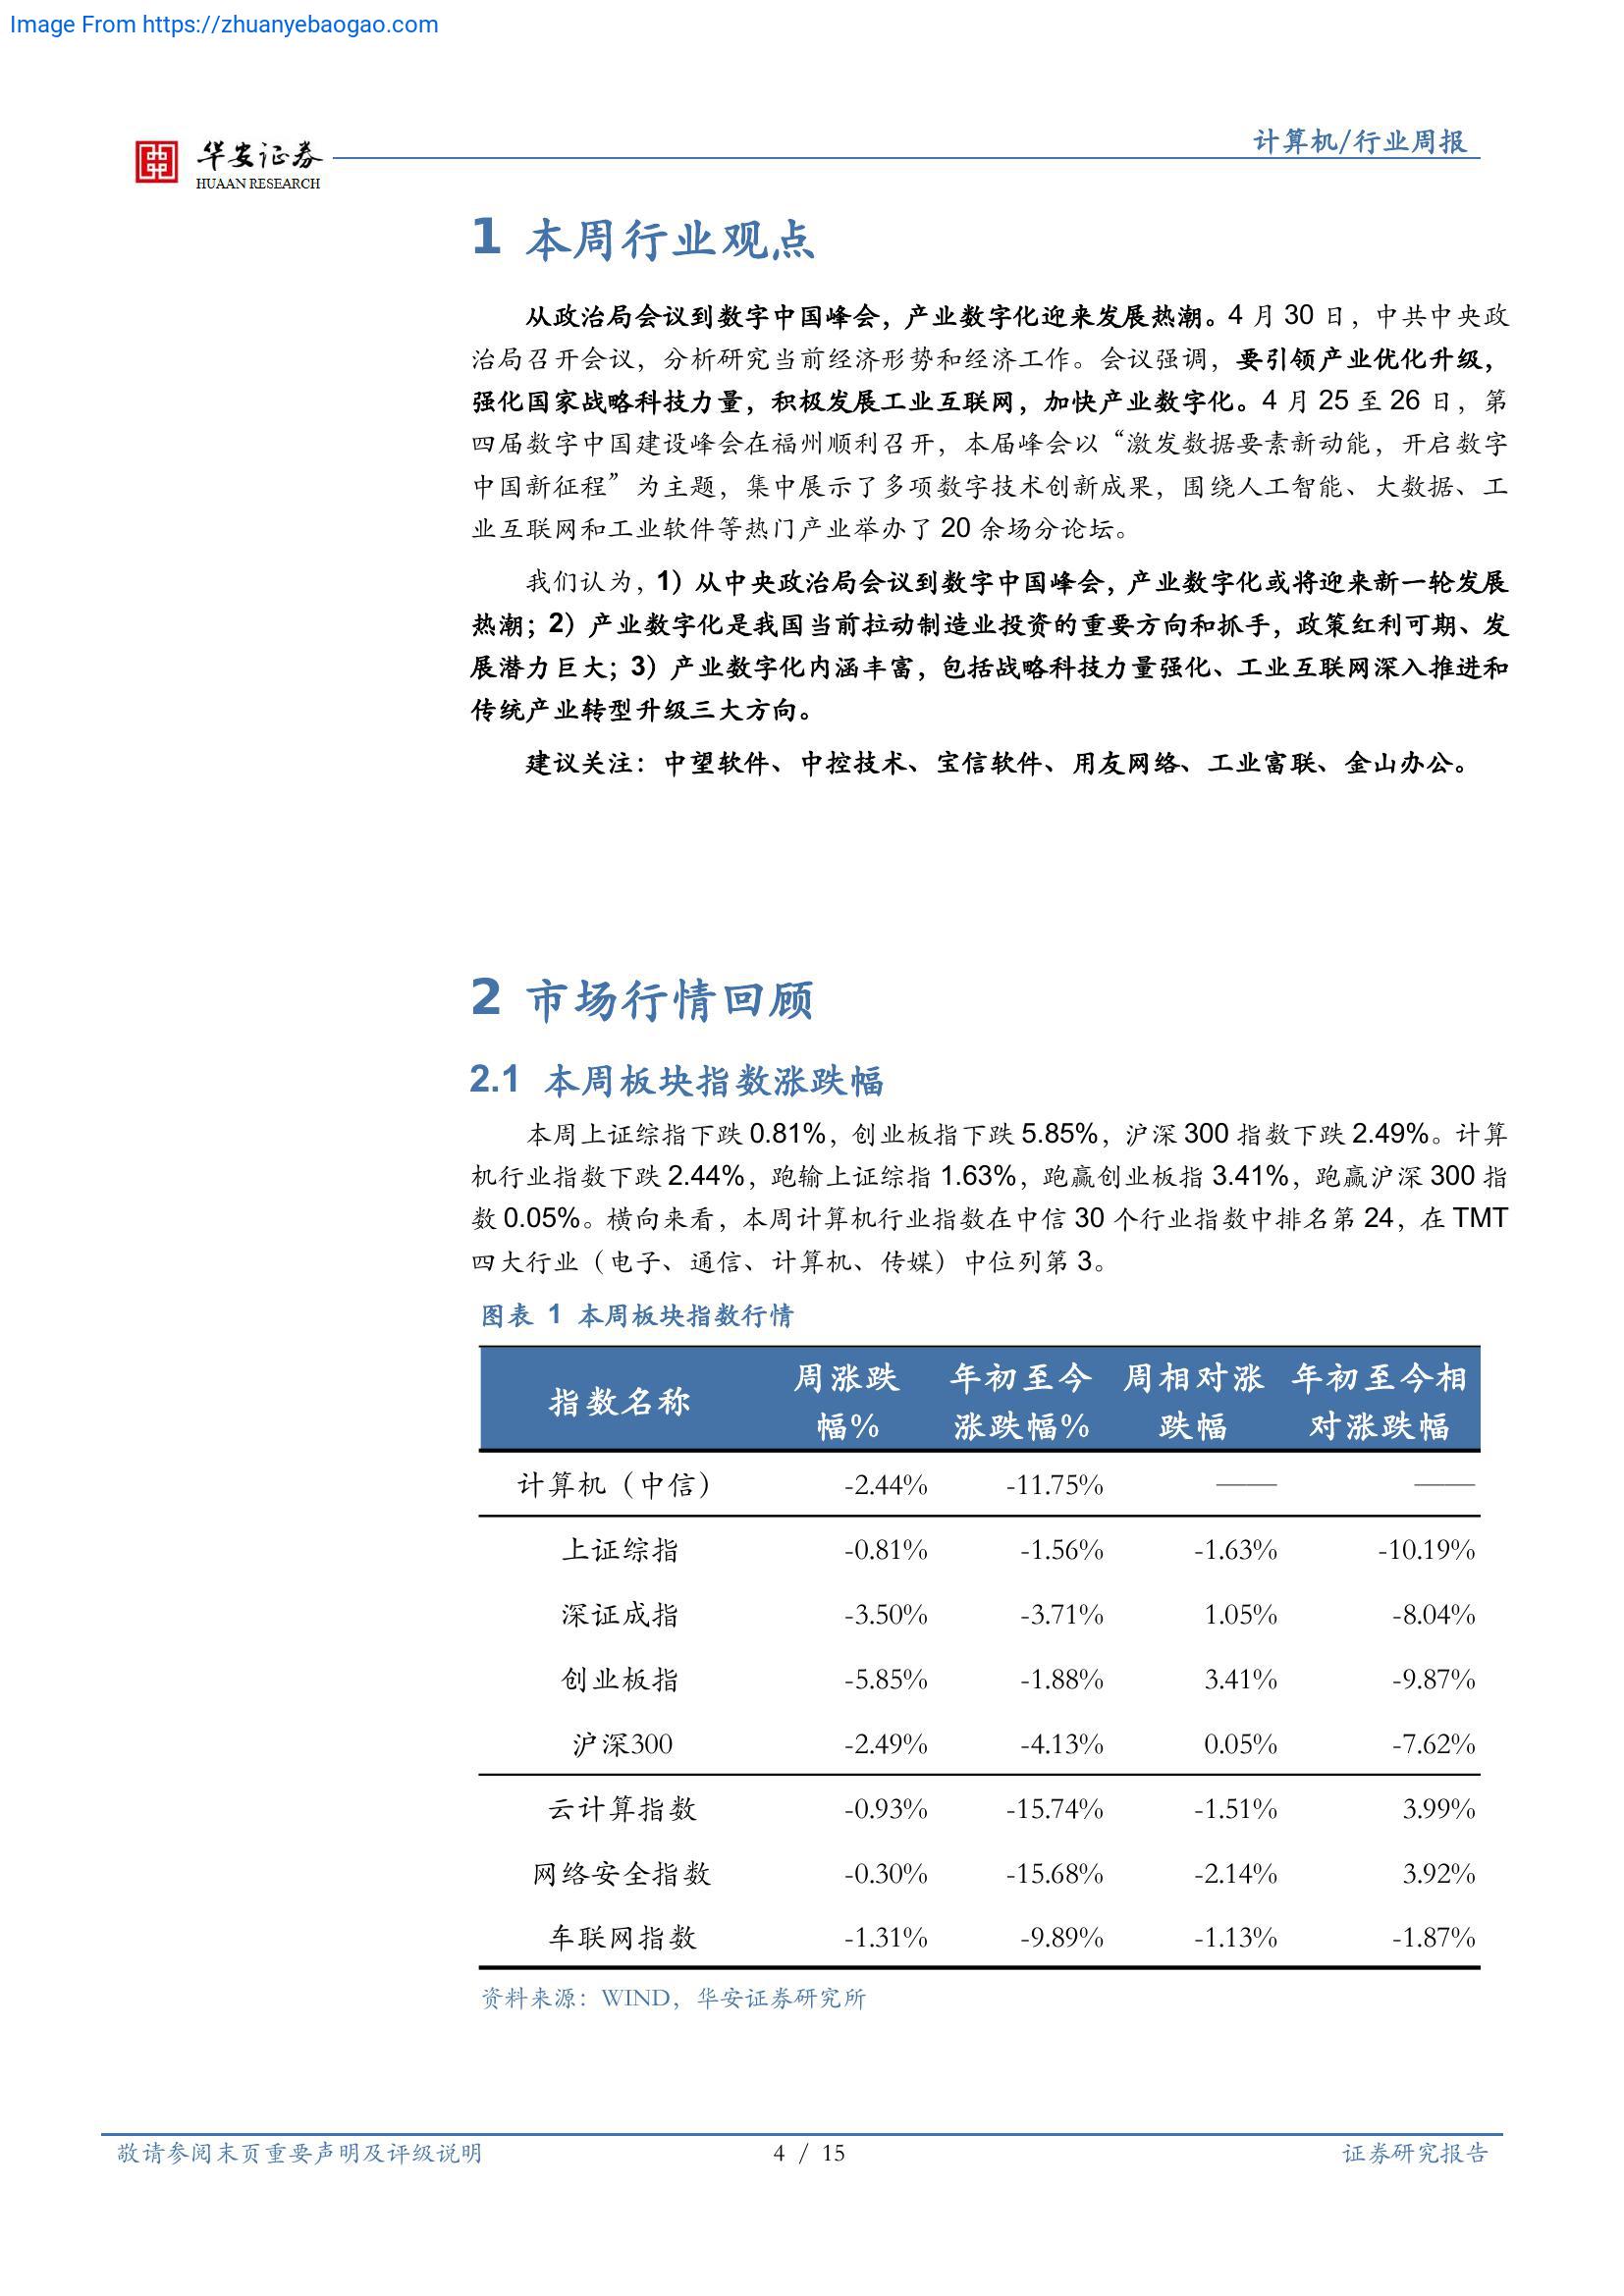 Image From https://zhuanyebaogao.com
华安证券
HUAAN RESEARCH
计算机/行业周报
1 本周行业观点
从政治局会议到数字中国峰会，产业数字化迎来发展热潮。4 月 30 日，中共中央政
治局召开会议，分析研究当前经济形势和经济工作。会议强调，要引领产业优化升级，
强化国家战略科技力量，积极发展工业互联网，加快产业数字化。4 月 25 至 26 日，第
四届数字中国建设峰会在福州顺利召开，本届峰会以“激发数据要素新动能，开启数字
中国新征程”为主题，集中展示了多项数字技术创新成果，围绕人工智能、大数据、工
业互联网和工业软件等热门产业举办了 20 余场分论坛。
我们认为，1）从中央政治局会议到数字中国峰会，产业数字化或将迎来新一轮发展
热潮；2）产业数字化是我国当前拉动制造业投资的重要方向和抓手，政策红利可期、发
展潜力巨大；3）产业数字化内涵丰富，包括战略科技力量强化、工业互联网深入推进和
传统产业转型升级三大方向。
建议关注：中望软件、中控技术、宝信软件、用友网络、工业富联、金山办公。
2 市场行情回顾
2.1 本周板块指数涨跌幅
本周上证综指下跌 0.81%，创业板指下跌 5.85%，沪深 300 指数下跌 2.49%。计算
机行业指数下跌 2.44%，跑输上证综指 1.63%，跑赢创业板指 3.41%，跑赢沪深 300 指
数 0.05%。横向来看，本周计算机行业指数在中信 30 个行业指数中排名第 24，在 TMT
四大行业（电子、通信、计算机、传媒）中位列第 3。
图表 1 本周板块指数行情
指数名称 周涨跌幅% 年初至今涨跌幅% 周相对涨跌幅 年初至今相对涨跌幅
计算机（中信） -2.44% -11.75% —— ——
上证综指 -0.81% -1.56% -1.63% -10.19%
深证成指 -3.50% -3.71% 1.05% -8.04%
创业板指 -5.85% -1.88% 3.41% -9.87%
沪深300 -2.49% -4.13% 0.05% -7.62%
云计算指数 -0.93% -15.74% -1.51% 3.99%
网络安全指数 -0.30% -15.68% -2.14% 3.92%
车联网指数 -1.31% -9.89% -1.13% -1.87%
资料来源：WIND，华安证券研究所
敬请参阅末页重要声明及评级说明 4 / 15 证券研究报告